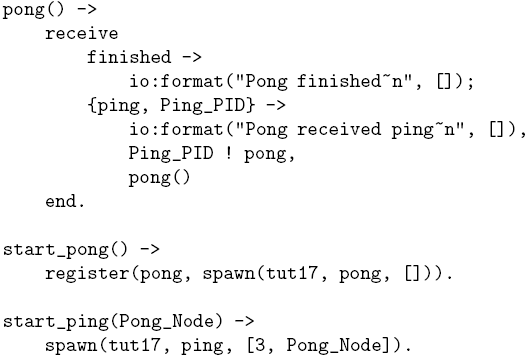 pong() ->
    receive
        finished ->
            io:format("Pong finished~n", []);
        {ping, Ping_PID} ->
            io:format("Pong received ping~n", []),
            Ping_PID ! pong,
            pong()
    end.

start_pong() ->
    register(pong, spawn(tut17, pong, [])).

start_ping(Pong_Node) ->
    spawn(tut17, ping, [3, Pong_Node]).